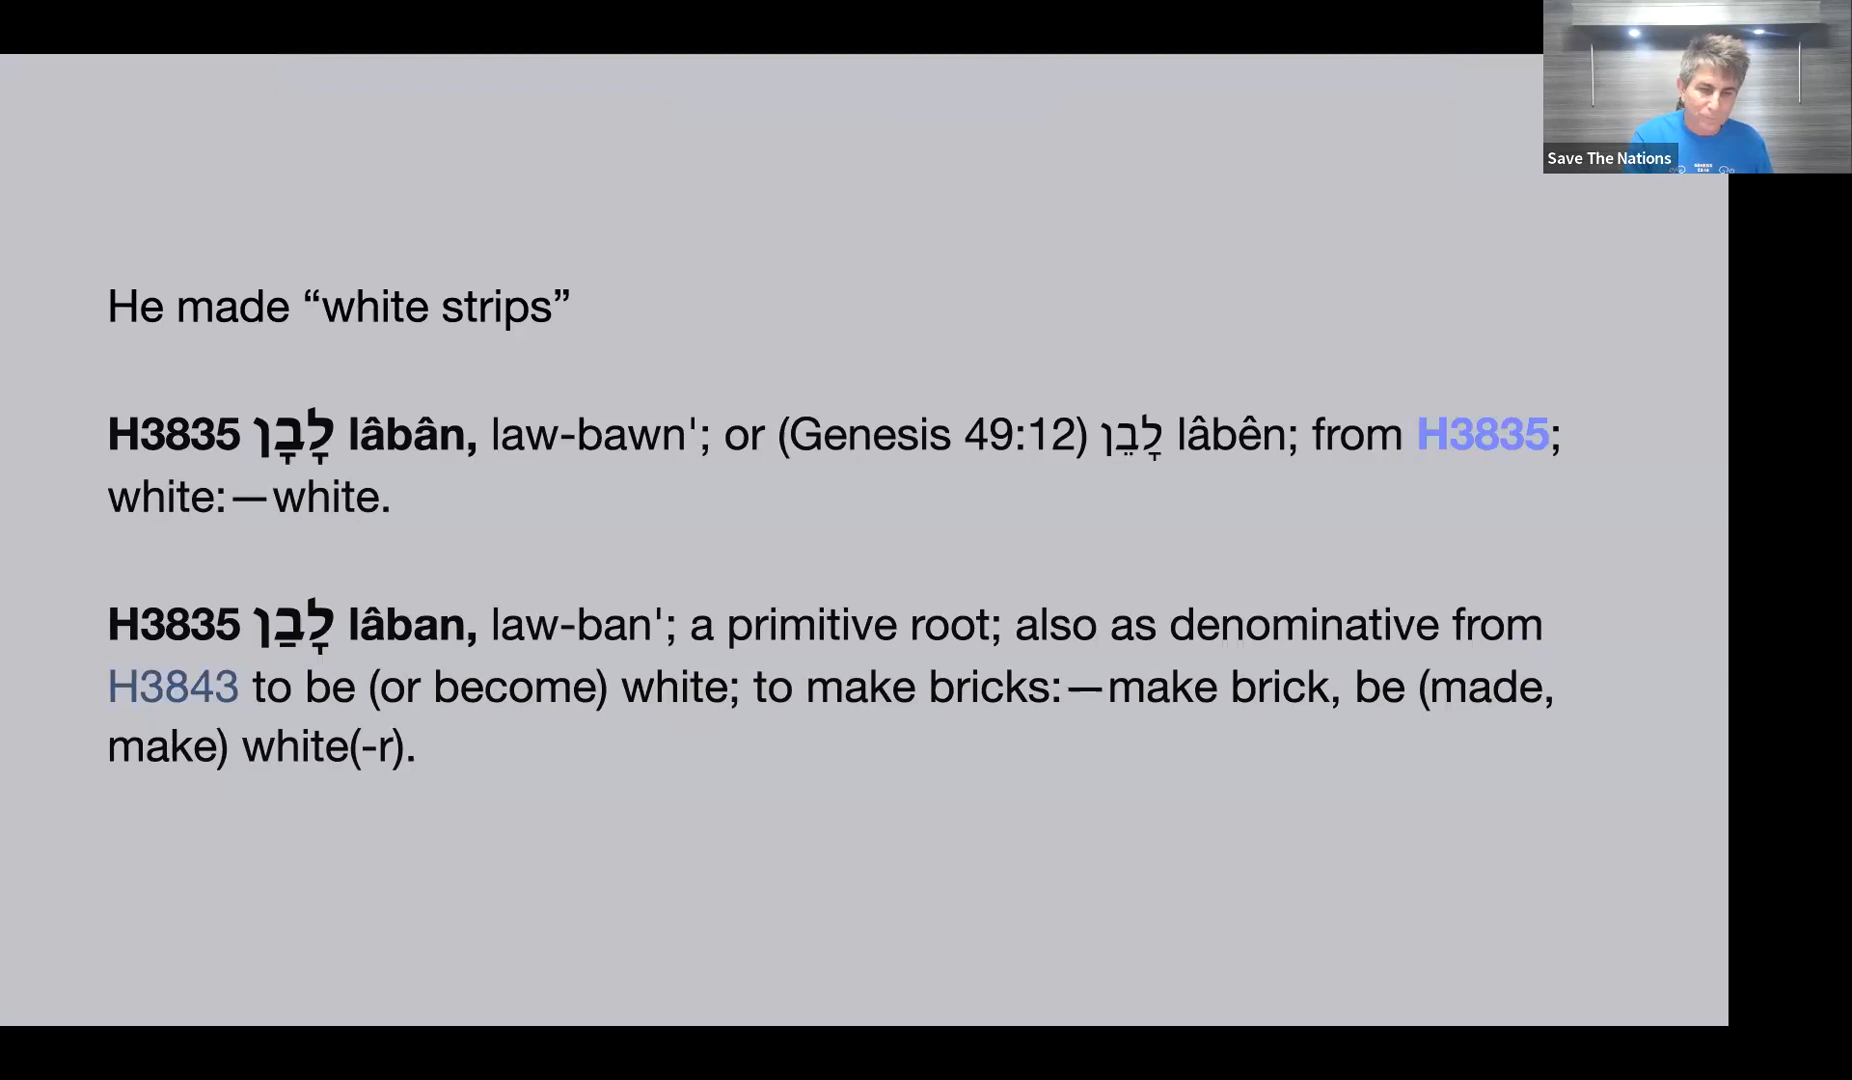 He made “white strips”
H3835 לָבָן lâbân, law-bawn'; or (Genesis 49:12) לָבֵן lâbên; from H3835;
white:—white.
H3835 לָבַן lâban, law-ban'; a primitive root; also as denominative from
H3843 to be (or become) white; to make bricks:—make brick, be (made,
make) white(-r).
Save The Nations